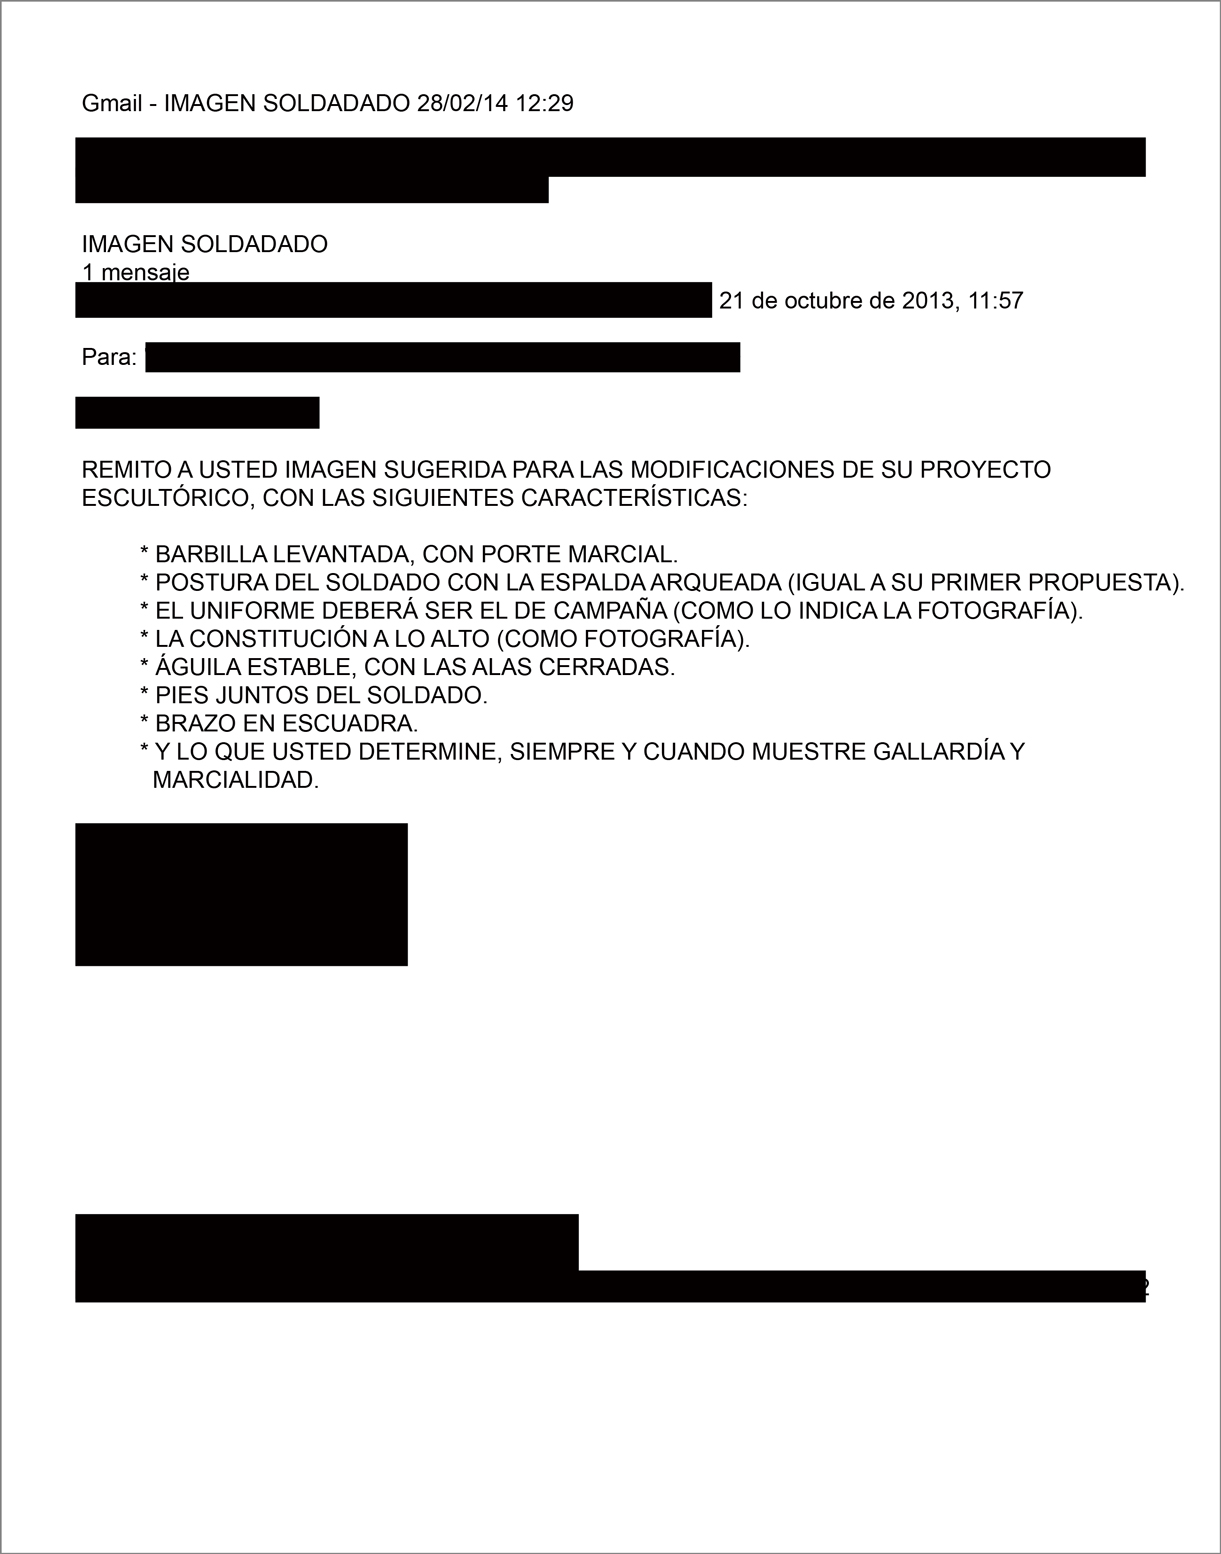 Gmail - IMAGEN SOLDADADO 28/02/14 12:29
IMAGEN SOLDADADO
1 mensaje
21 de octubre de 2013, 11:57
Para:
REMITO A USTED IMAGEN SUGERIDA PARA LAS MODIFICACIONES DE SU PROYECTO
ESCULTÓRICO, CON LAS SIGUIENTES CARACTERÍSTICAS:
* BARBILLA LEVANTADA, CON PORTE MARCIAL.
* POSTURA DEL SOLDADO CON LA ESPALDA ARQUEADA (IGUAL A SU PRIMER PROPUESTA).
* EL UNIFORME DEBERÁ SER EL DE CAMPAÑA (COMO LO INDICA LA FOTOGRAFÍA).
* LA CONSTITUCIÓN A LO ALTO (COMO FOTOGRAFÍA).
* ÁGUILA ESTABLE, CON LAS ALAS CERRADAS.
* PIES JUNTOS DEL SOLDADO.
* BRAZO EN ESCUADRA.
* Y LO QUE USTED DETERMINE, SIEMPRE Y CUANDO MUESTRE GALLARDÍA Y
MARCIALIDAD.